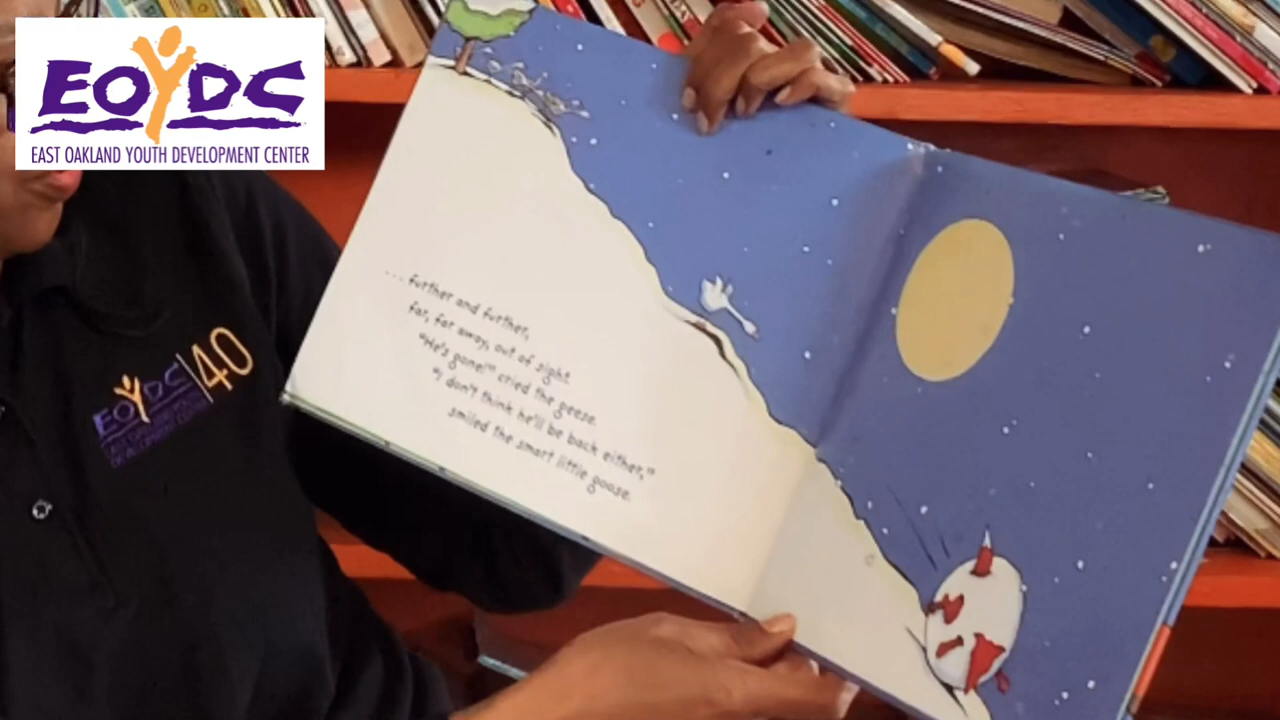 EOYDC
EAST OAKLAND YOUTH DEVELOPMENT CENTER
EOYDC|40
... further and further,
far, far away, out of sight.
"He's gone!" cried the geese.
"I don't think he'll be back either,"
smiled the smart little goose.